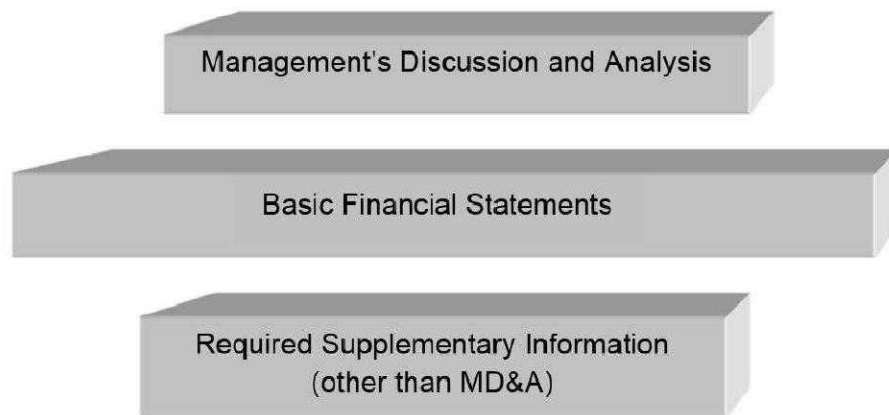 Management's Discussion and Analysis
Basic Financial Statements
Required Supplementary Information
(other than MD&A)